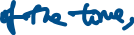 of the time,